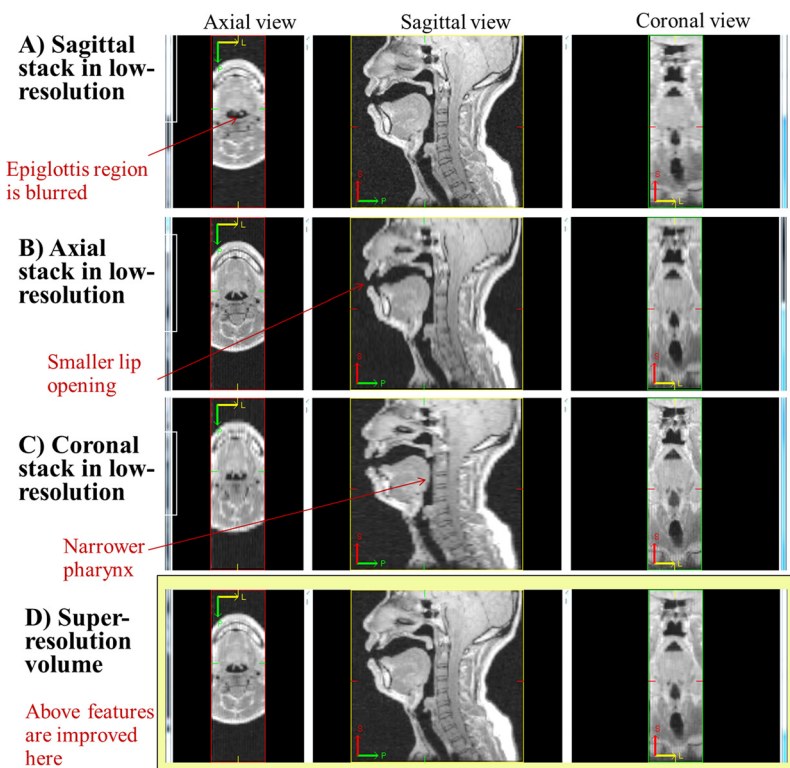 Axial view
Sagittal view
Coronal view
A) Sagittal
stack in low-
resolution
Epiglottis region
is blurred
B) Axial
stack in low-
resolution
Smaller lip
opening
C) Coronal
stack in low-
resolution
Narrower
pharynx
D) Super-
resolution
volume
Above features
are improved
here
L
S
P
S
L
L
S
P
S
L
L
S
P
S
L
L
S
P
S
L